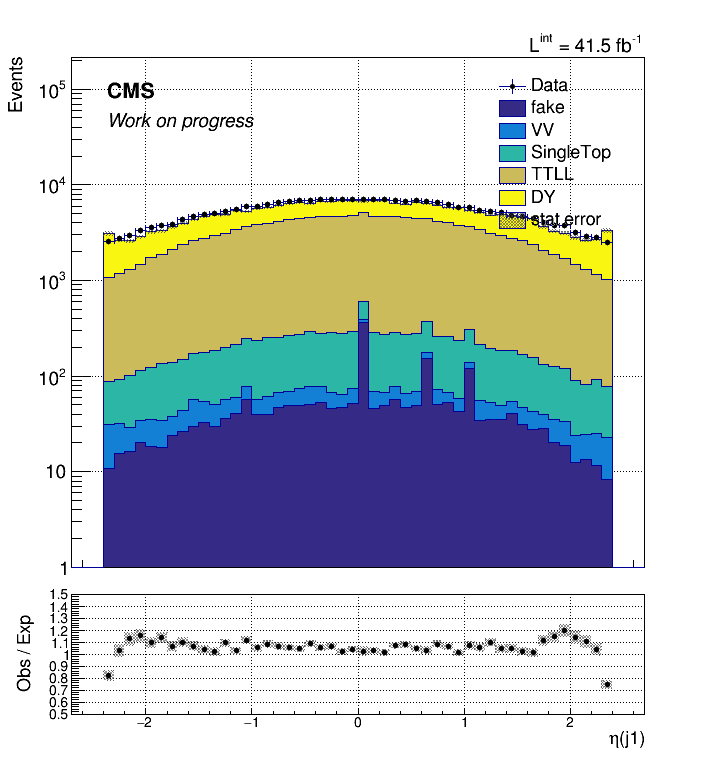 L^int = 41.5 fb^-1
Events
CMS
Work on progress
Data
fake
VV
SingleTop
TTLL
DY
stat error
10^5
10^4
10^3
10^2
10
1
Obs / Exp
1.5
1.4
1.3
1.2
1.1
1
0.9
0.8
0.7
0.6
0.5
−2 −1 0 1 2
η(j1)